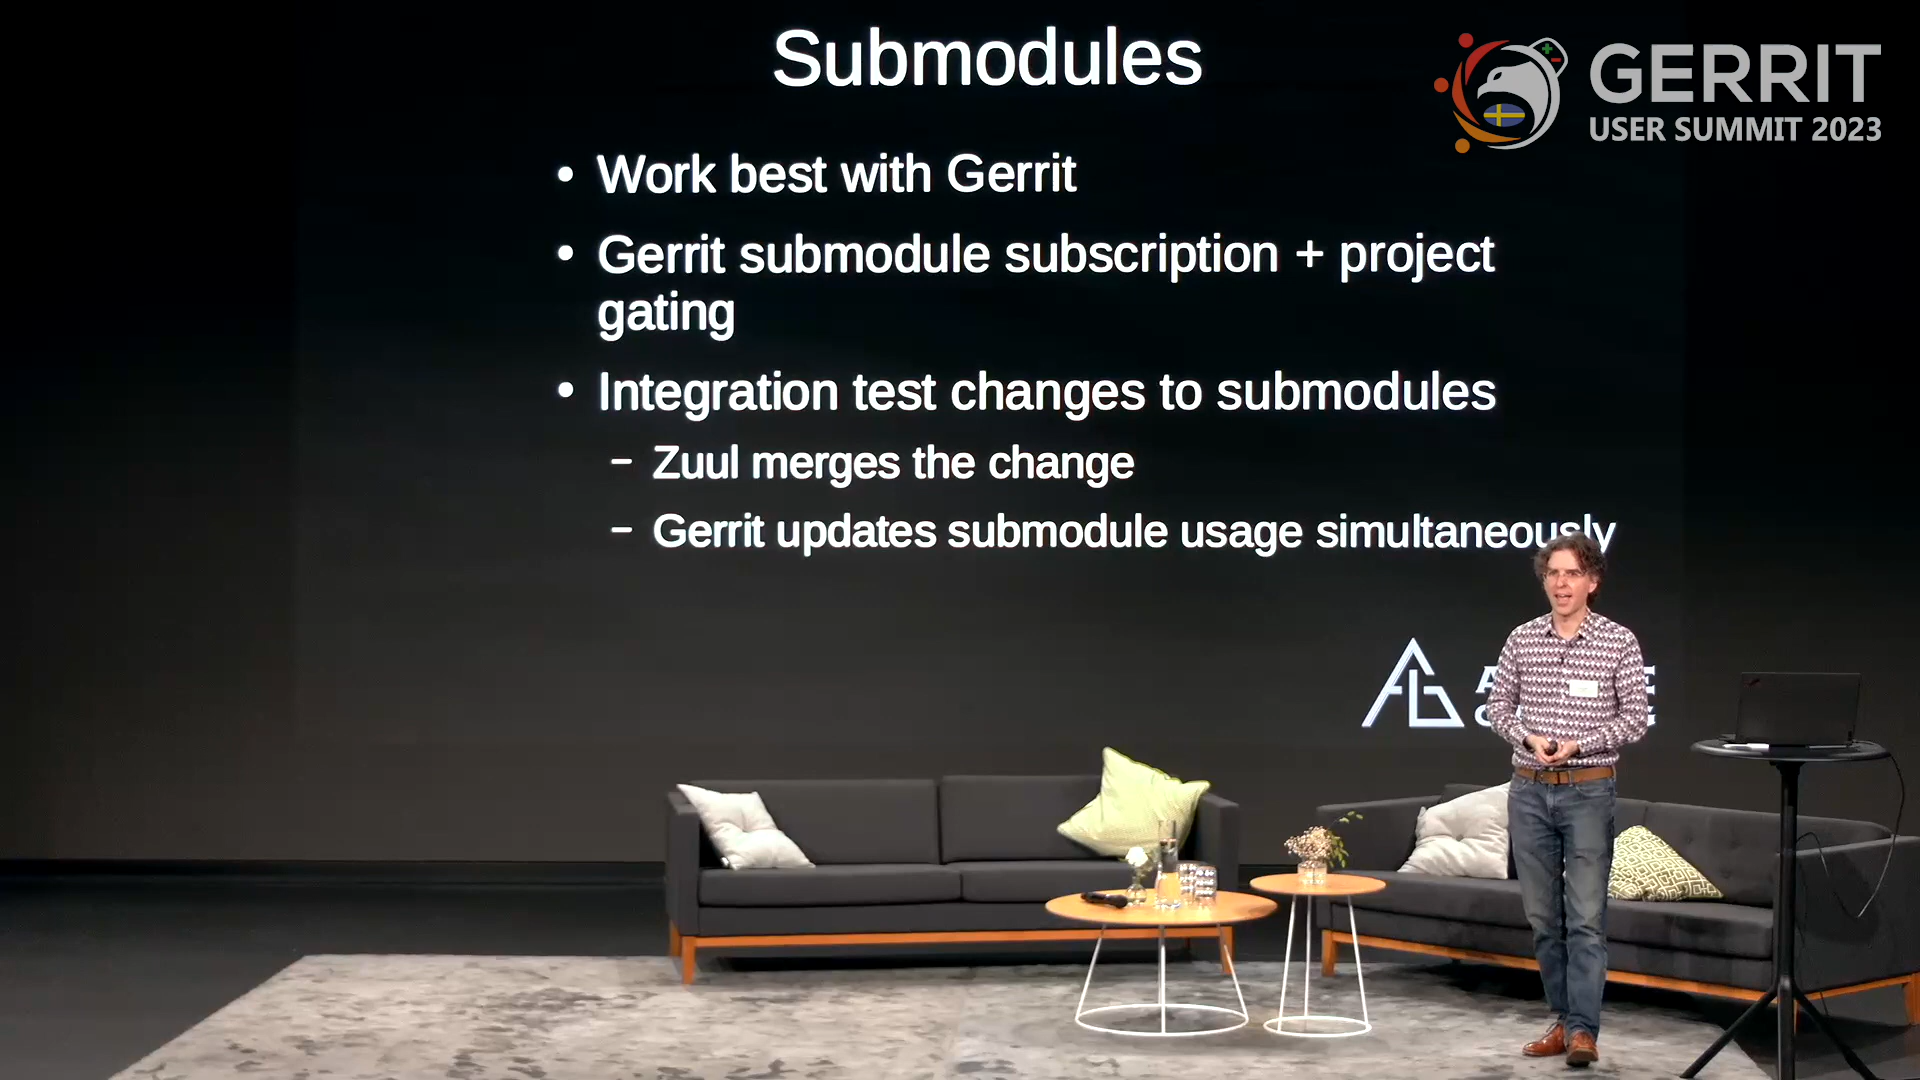 Submodules
GERRIT
USER SUMMIT 2023
• Work best with Gerrit
• Gerrit submodule subscription + project
gating
• Integration test changes to submodules
– Zuul merges the change
– Gerrit updates submodule usage simultaneously